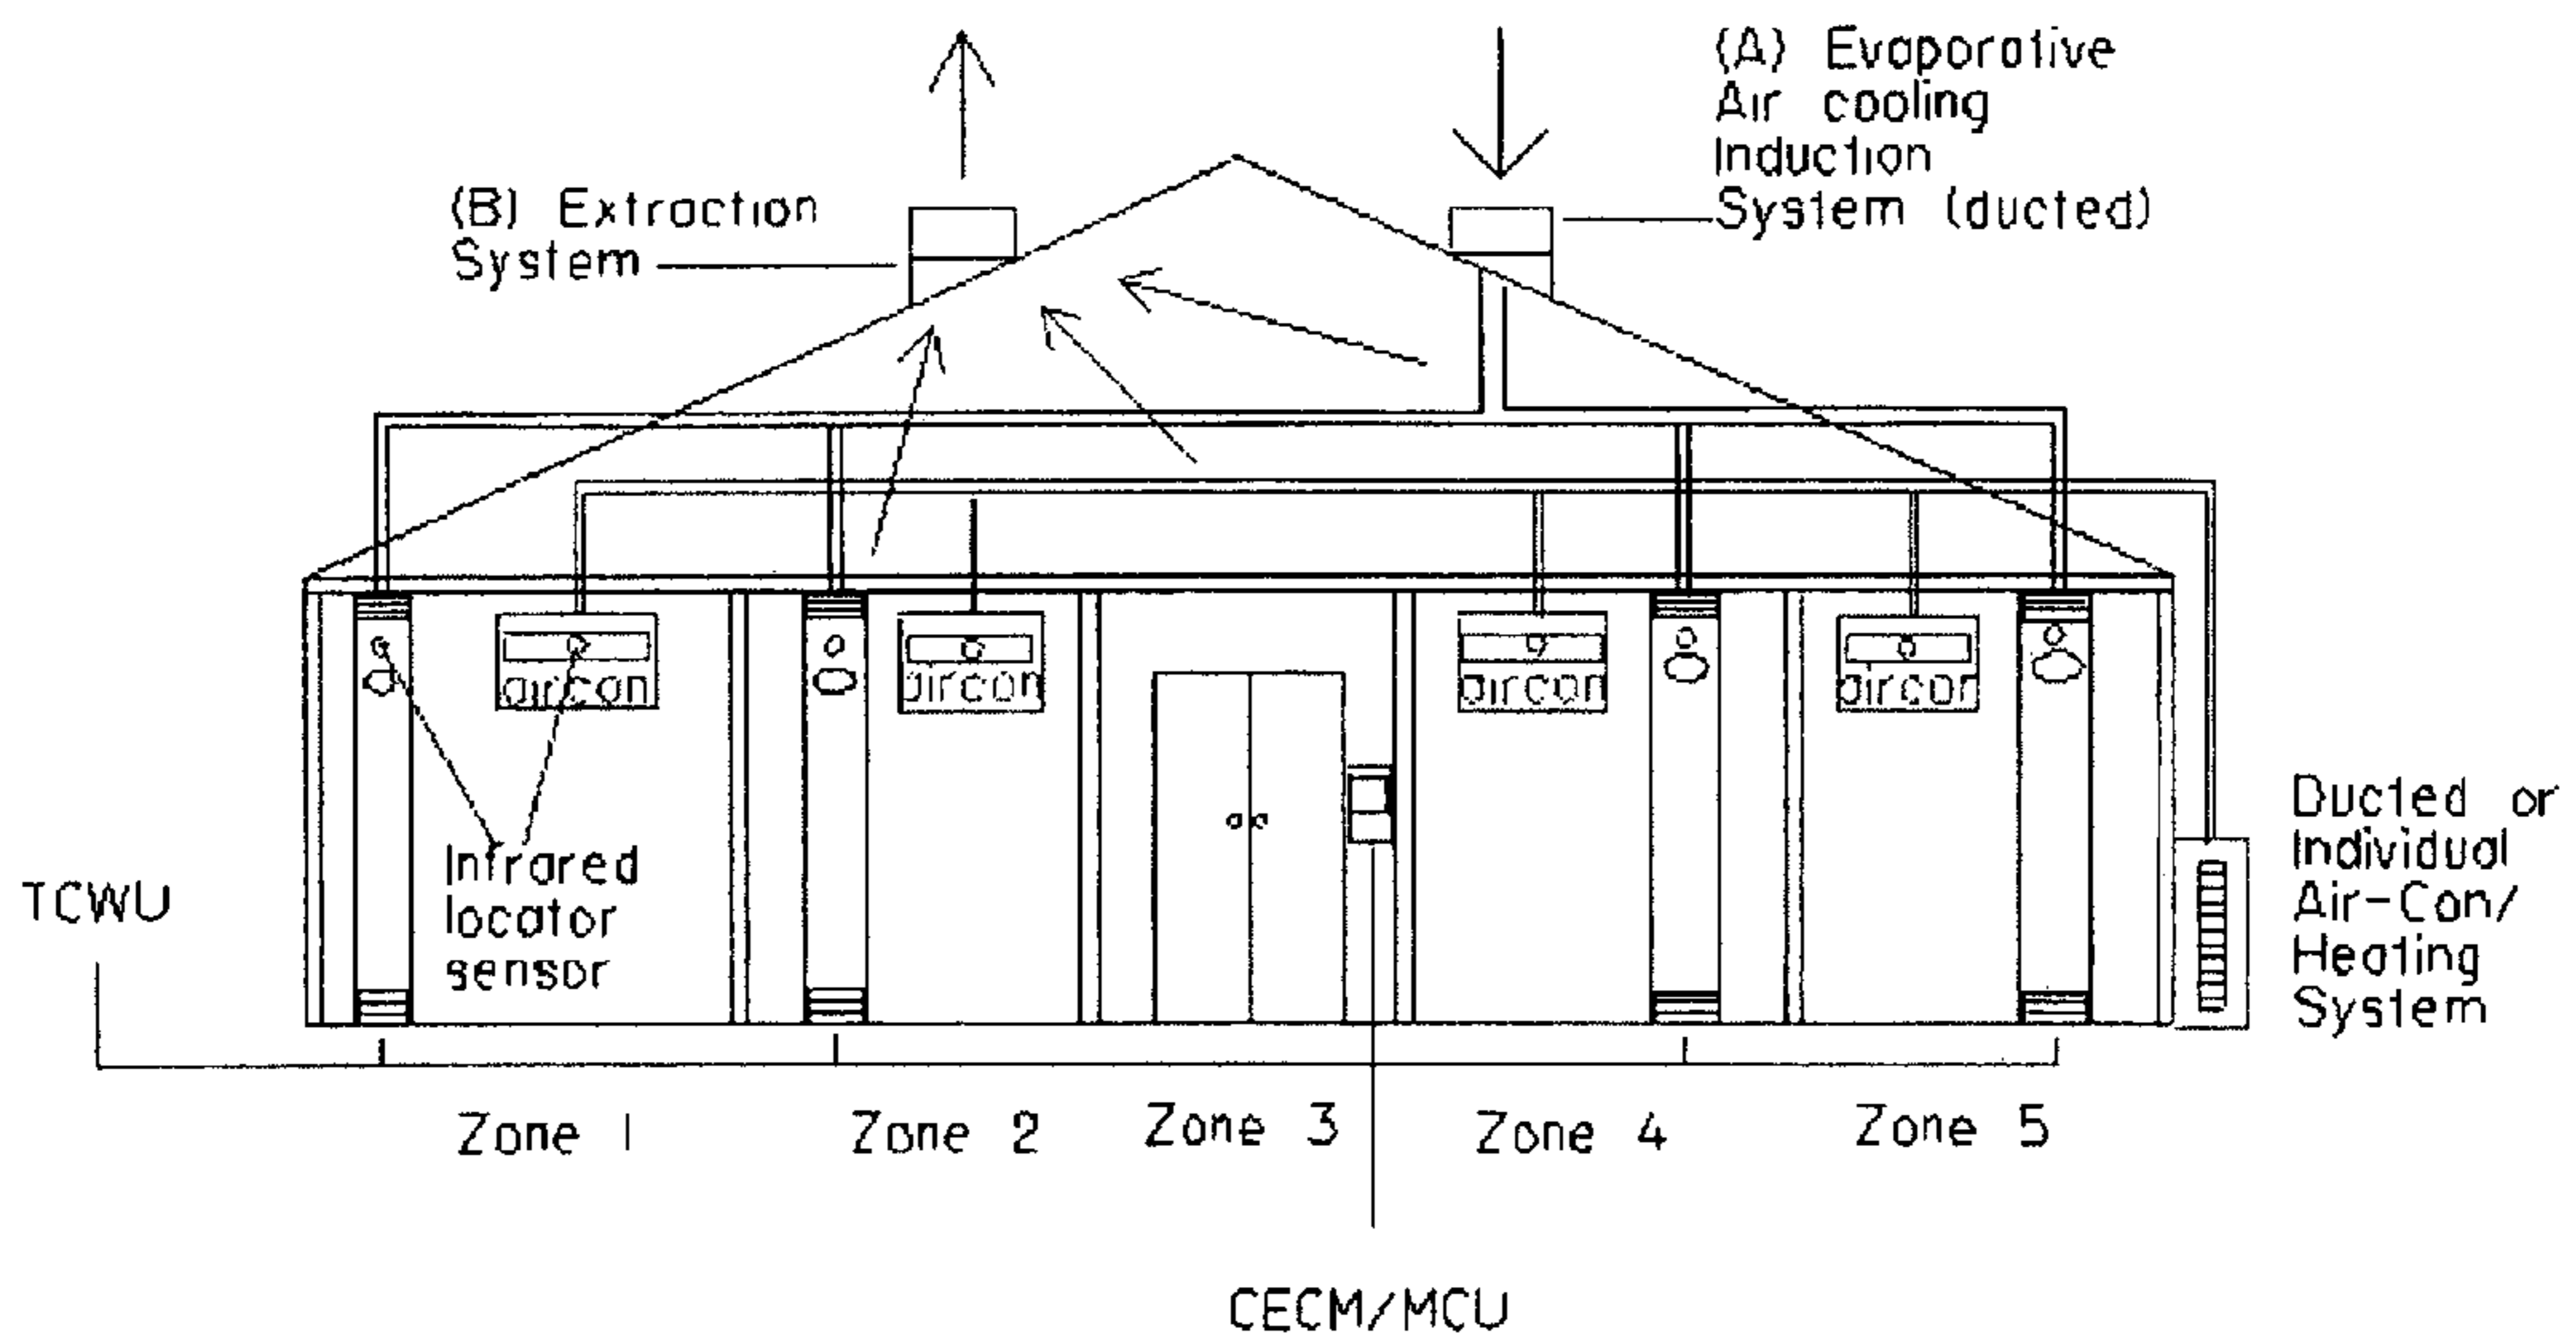 (A) Evaporative
Air cooling
Induction
System (ducted)
(B) Extraction
System
aircon
aircon
aircon
aircon
Ducted or
Individual
Air-Con/
Heating
System
Infrared
locator
sensor
TCWU
Zone 1
Zone 2
Zone 3
Zone 4
Zone 5
CECM/MCU